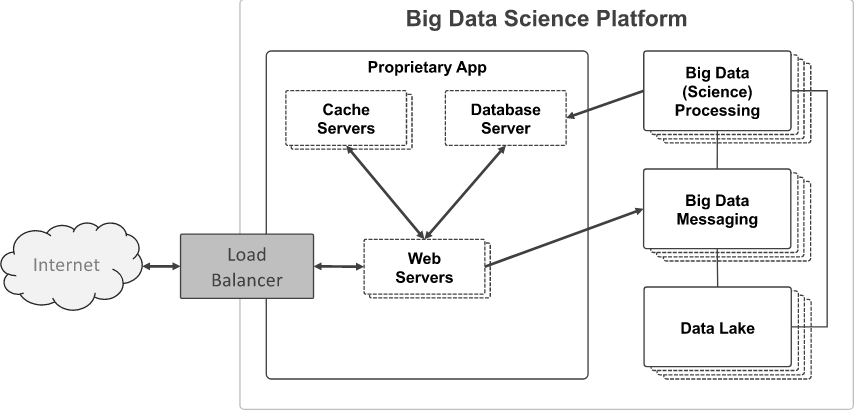 Big Data Science Platform
Proprietary App
Cache
Servers
Database
Server
Big Data
(Science)
Processing
Big Data
Messaging
Internet
Load
Balancer
Web
Servers
Data Lake